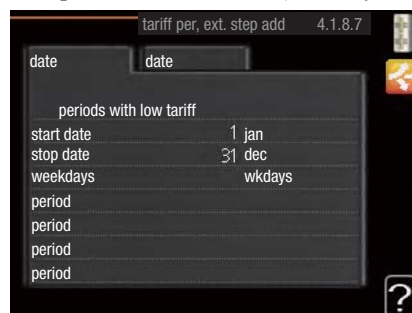 tariff per, ext. step add 4.1.8.7
date date
periods with low tariff
start date 1 jan
stop date 31 dec
weekdays wkdays
period
period
period
period
?